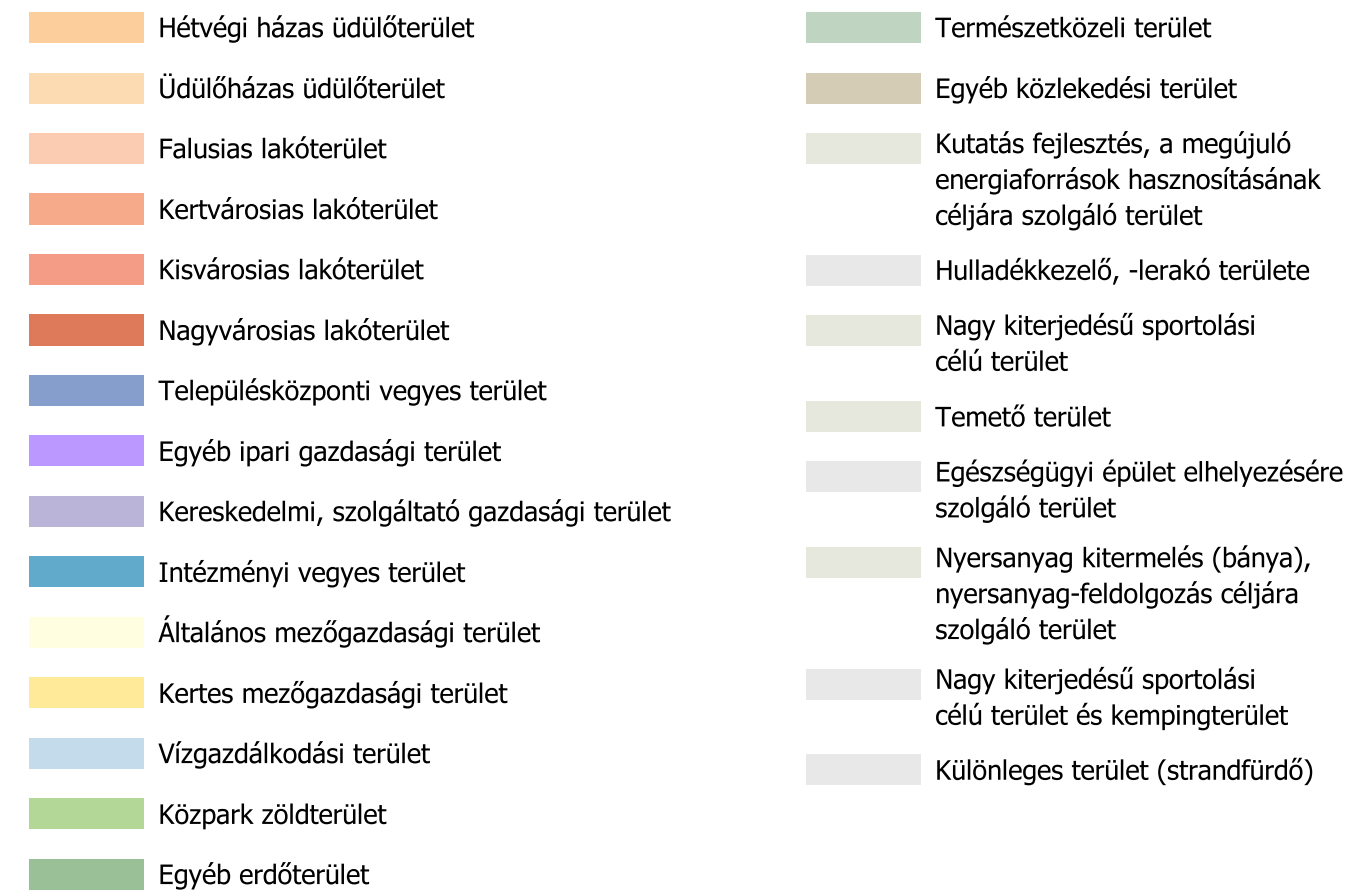 Hétvégi házas üdülőterület
Üdülőházas üdülőterület
Falusias lakóterület
Kertvárosias lakóterület
Kisvárosias lakóterület
Nagyvárosias lakóterület
Településközponti vegyes terület
Egyéb ipari gazdasági terület
Kereskedelmi, szolgáltató gazdasági terület
Intézményi vegyes terület
Általános mezőgazdasági terület
Kertes mezőgazdasági terület
Vízgazdálkodási terület
Közpark zöldterület
Egyéb erdőterület
Természetközeli terület
Egyéb közlekedési terület
Kutatás fejlesztés, a megújuló
energiaforrások hasznosításának
céljára szolgáló terület
Hulladékkezelő, -lerakó területe
Nagy kiterjedésű sportolási
célú terület
Temető terület
Egészségügyi épület elhelyezésére
szolgáló terület
Nyersanyag kitermelés (bánya),
nyersanyag-feldolgozás céljára
szolgáló terület
Nagy kiterjedésű sportolási
célú terület és kempingterület
Különleges terület (strandfürdő)